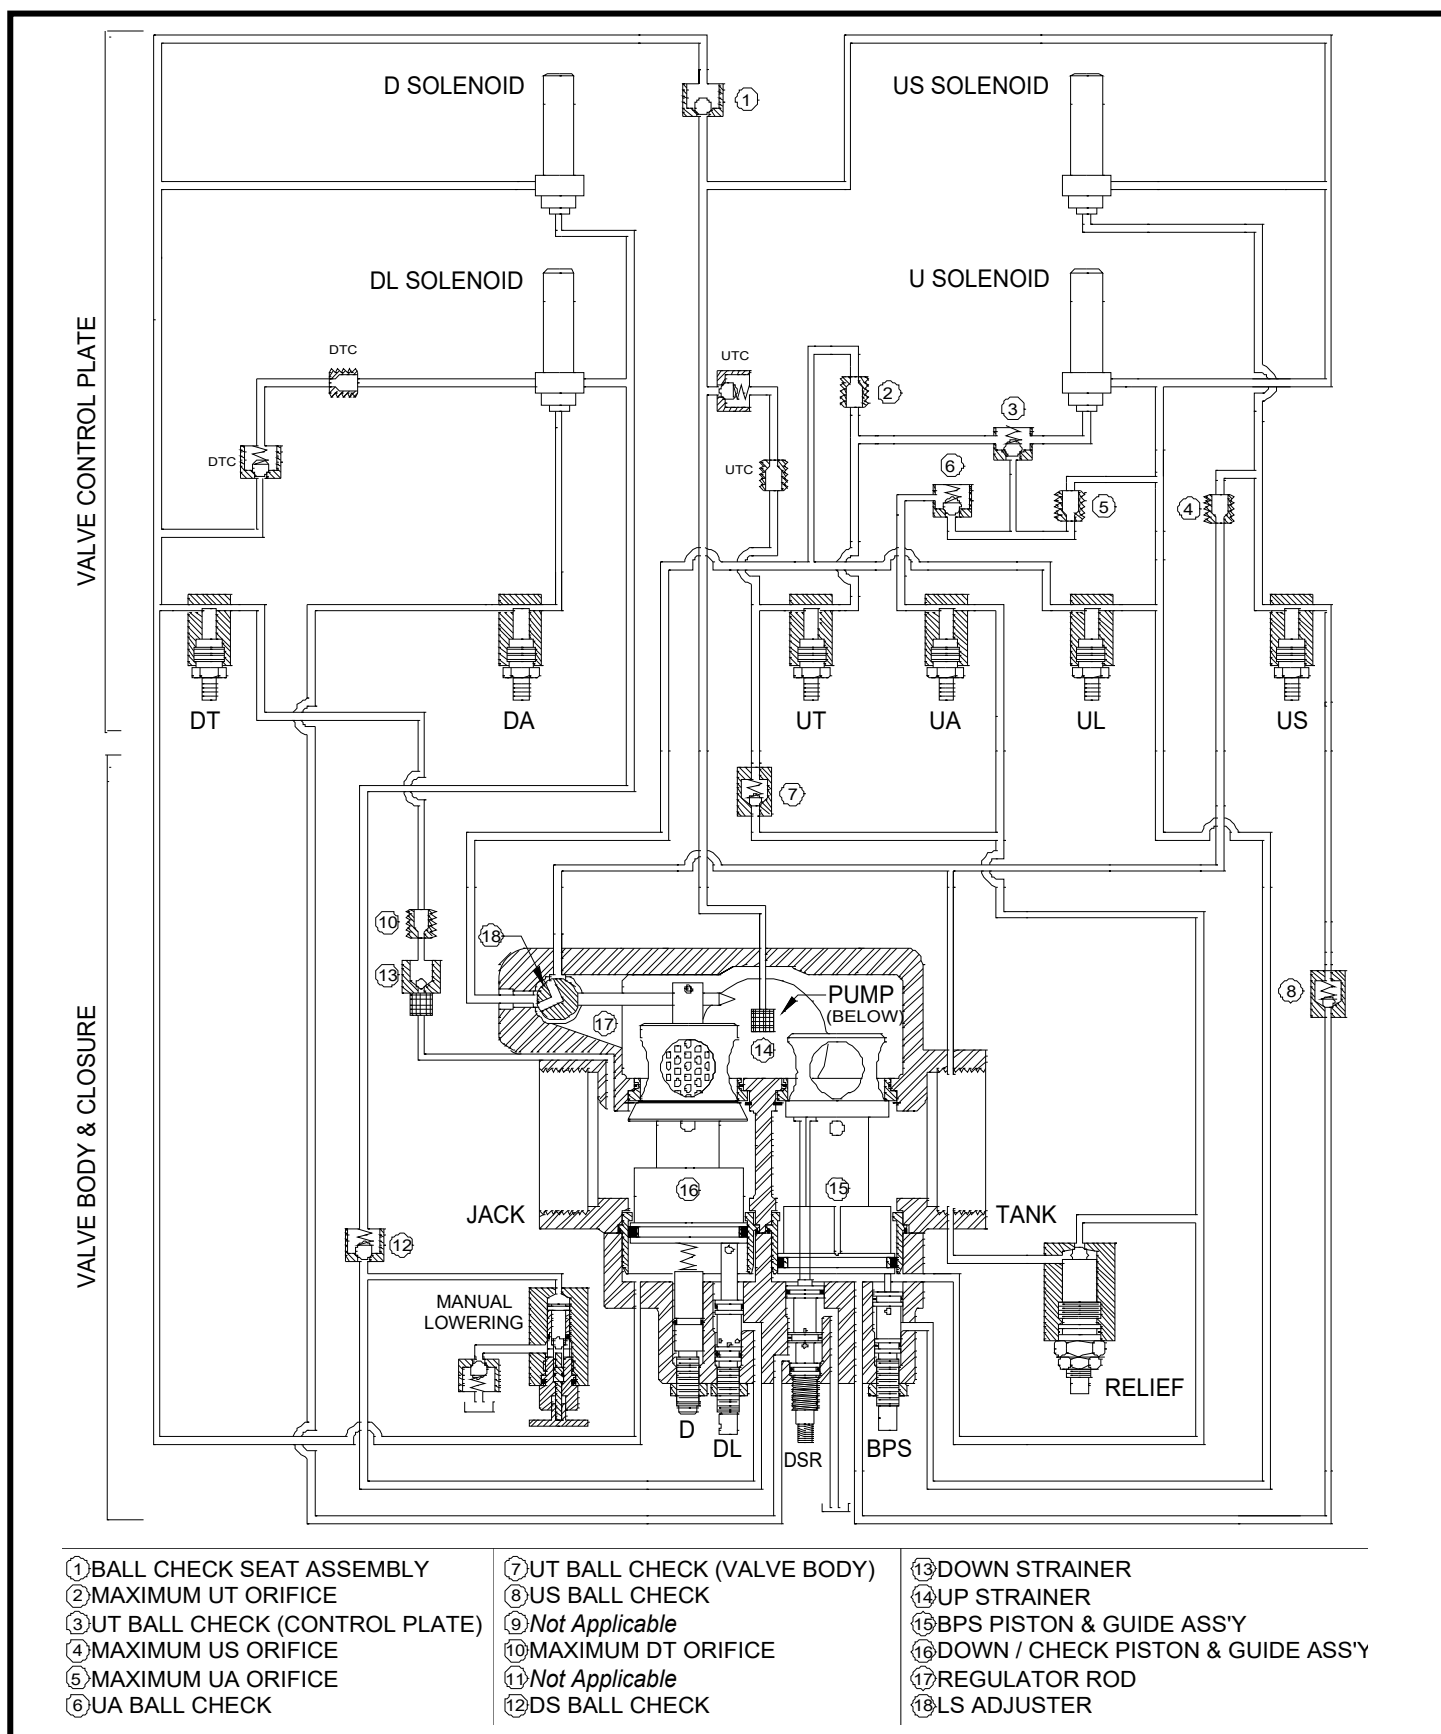 D SOLENOID
1
US SOLENOID
DL SOLENOID
U SOLENOID
DTC
UTC
2
3
DTC
UTC
6
5
4
VALVE CONTROL PLATE
DT
DA
UT
UA
UL
US
7
10
18
13
PUMP
(BELOW)
8
17
14
16
15
JACK
TANK
12
VALVE BODY & CLOSURE
MANUAL
LOWERING
RELIEF
D
DL
DSR
BPS
1 BALL CHECK SEAT ASSEMBLY
2 MAXIMUM UT ORIFICE
3 UT BALL CHECK (CONTROL PLATE)
4 MAXIMUM US ORIFICE
5 MAXIMUM UA ORIFICE
6 UA BALL CHECK
7 UT BALL CHECK (VALVE BODY)
8 US BALL CHECK
9 Not Applicable
10 MAXIMUM DT ORIFICE
11 Not Applicable
12 DS BALL CHECK
13 DOWN STRAINER
14 UP STRAINER
15 BPS PISTON & GUIDE ASS'Y
16 DOWN / CHECK PISTON & GUIDE ASS'Y
17 REGULATOR ROD
18 LS ADJUSTER